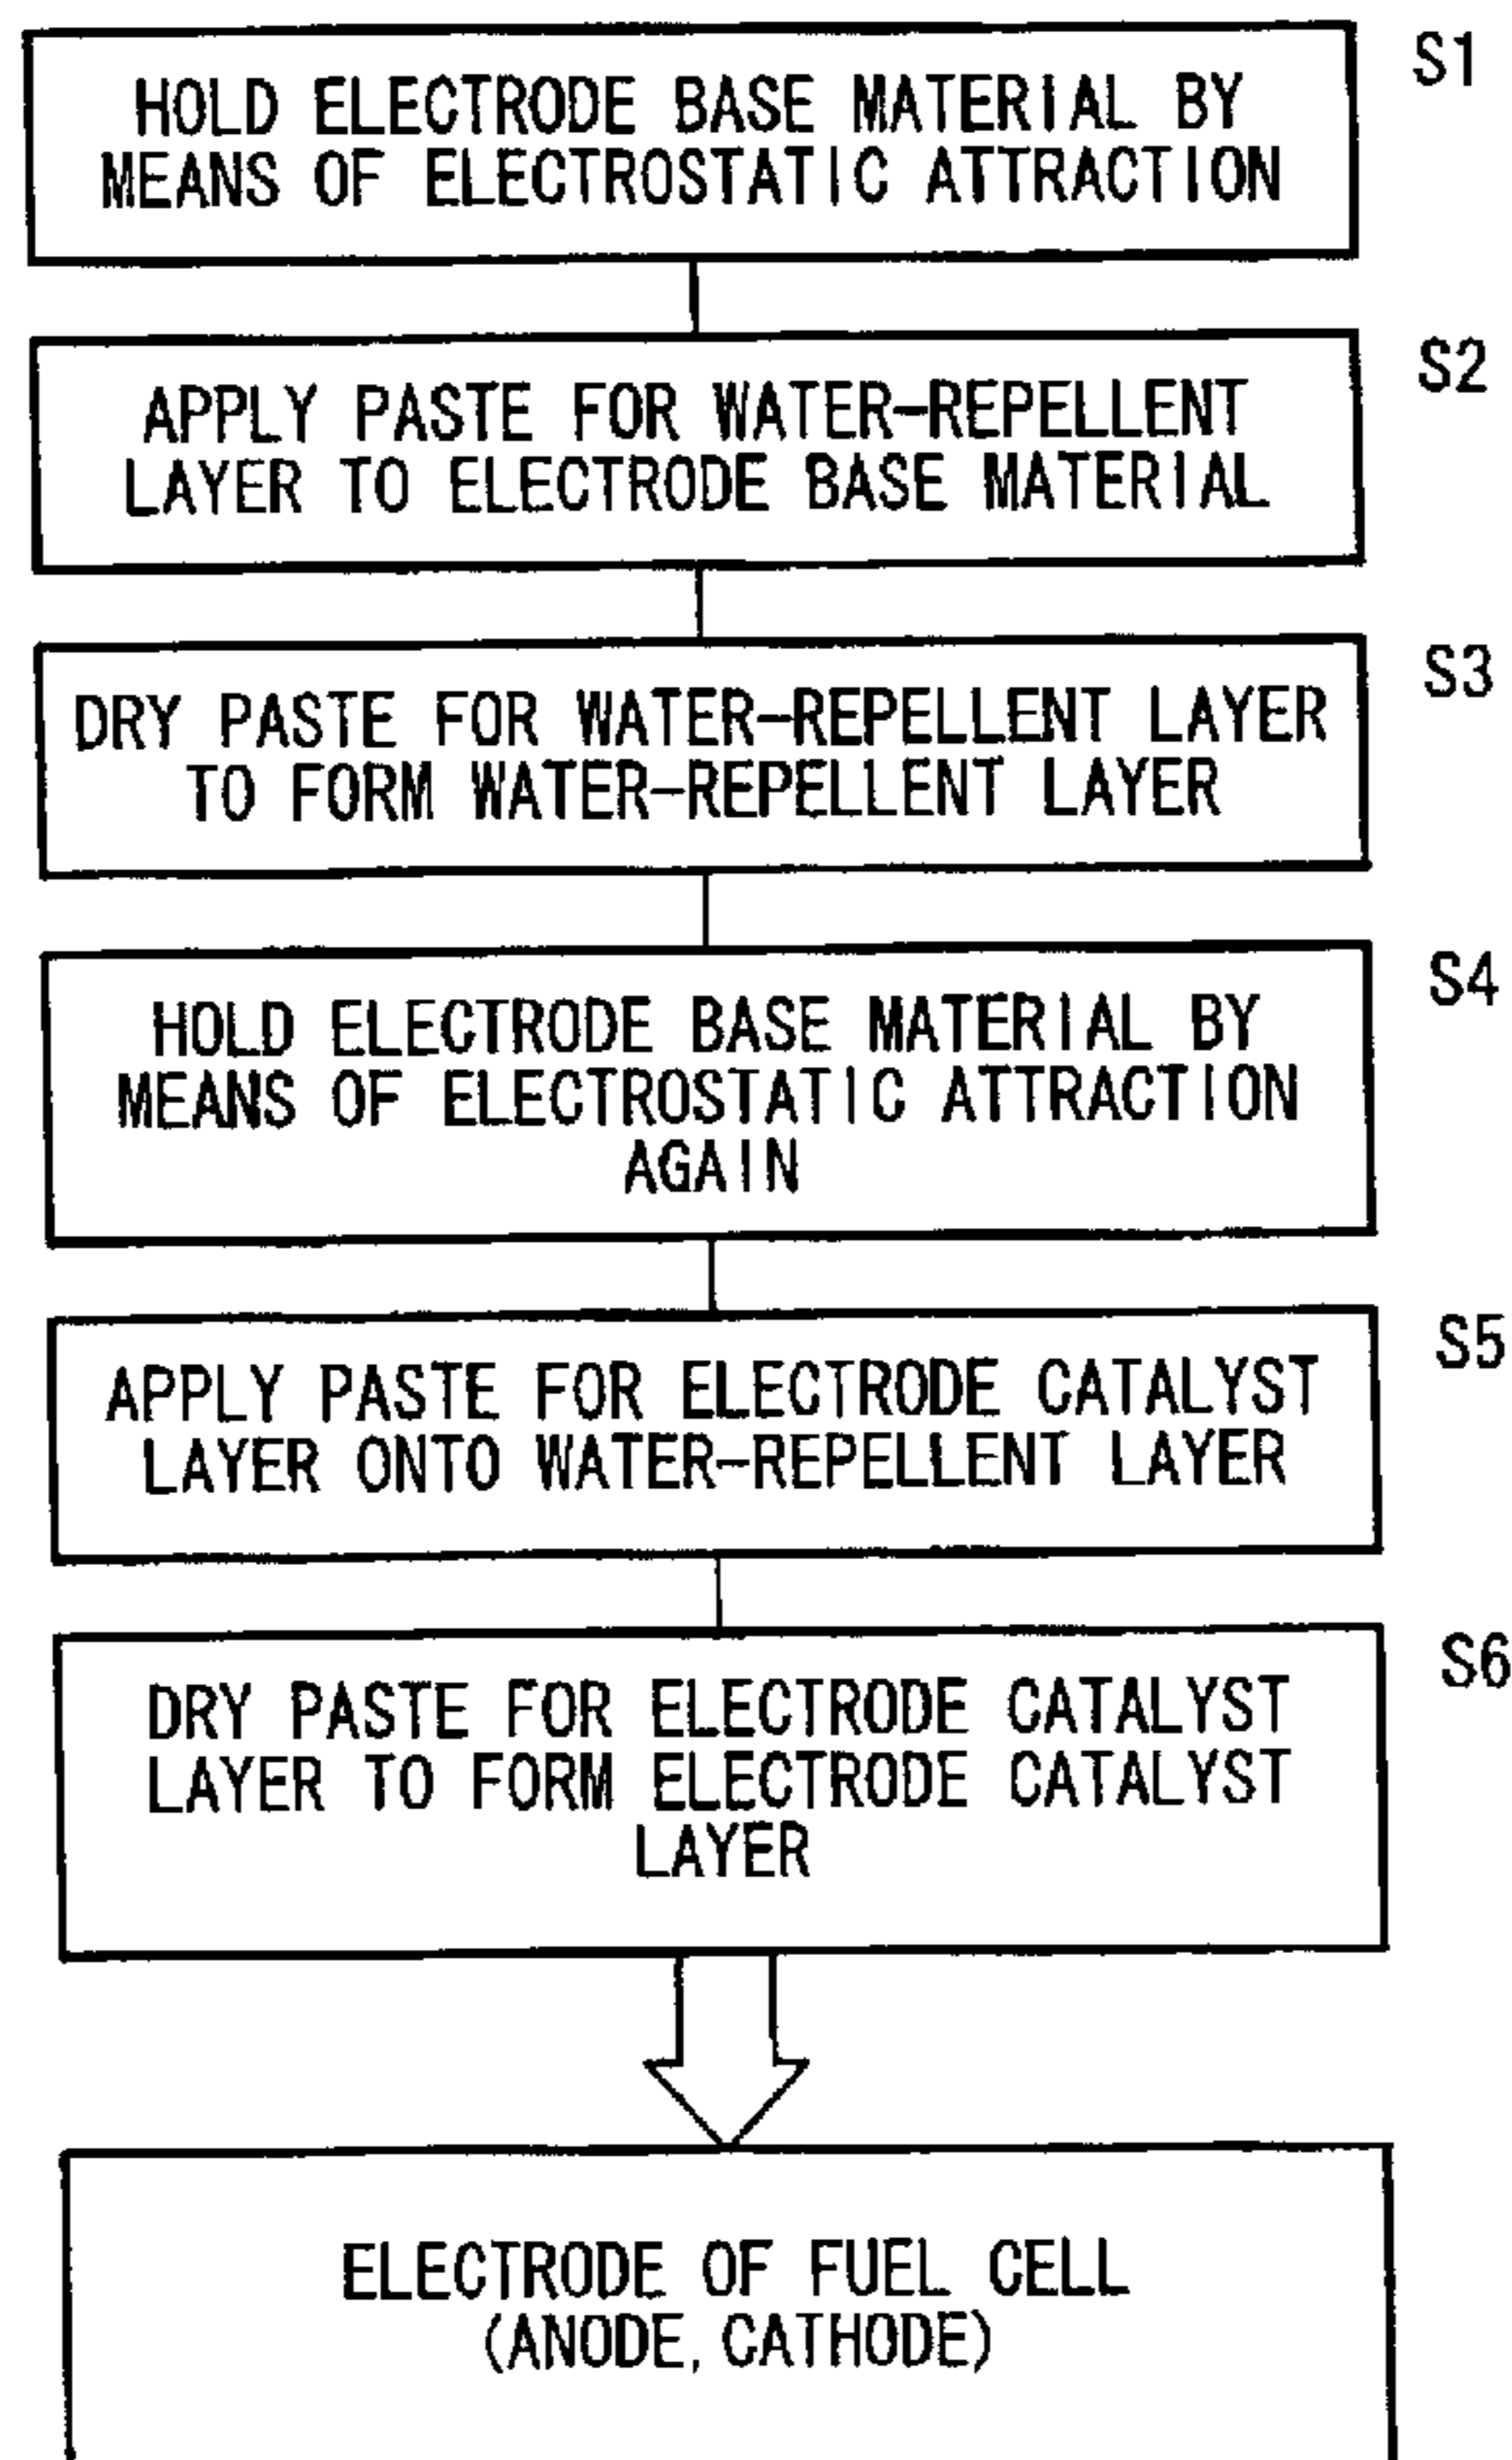 S1
HOLD ELECTRODE BASE MATERIAL BY
MEANS OF ELECTROSTATIC ATTRACTION
S2
APPLY PASTE FOR WATER-REPELLENT
LAYER TO ELECTRODE BASE MATERIAL
S3
DRY PASTE FOR WATER-REPELLENT LAYER
TO FORM WATER-REPELLENT LAYER
S4
HOLD ELECTRODE BASE MATERIAL BY
MEANS OF ELECTROSTATIC ATTRACTION
AGAIN
S5
APPLY PASTE FOR ELECTRODE CATALYST
LAYER ONTO WATER-REPELLENT LAYER
S6
DRY PASTE FOR ELECTRODE CATALYST
LAYER TO FORM ELECTRODE CATALYST
LAYER
ELECTRODE OF FUEL CELL
(ANODE, CATHODE)